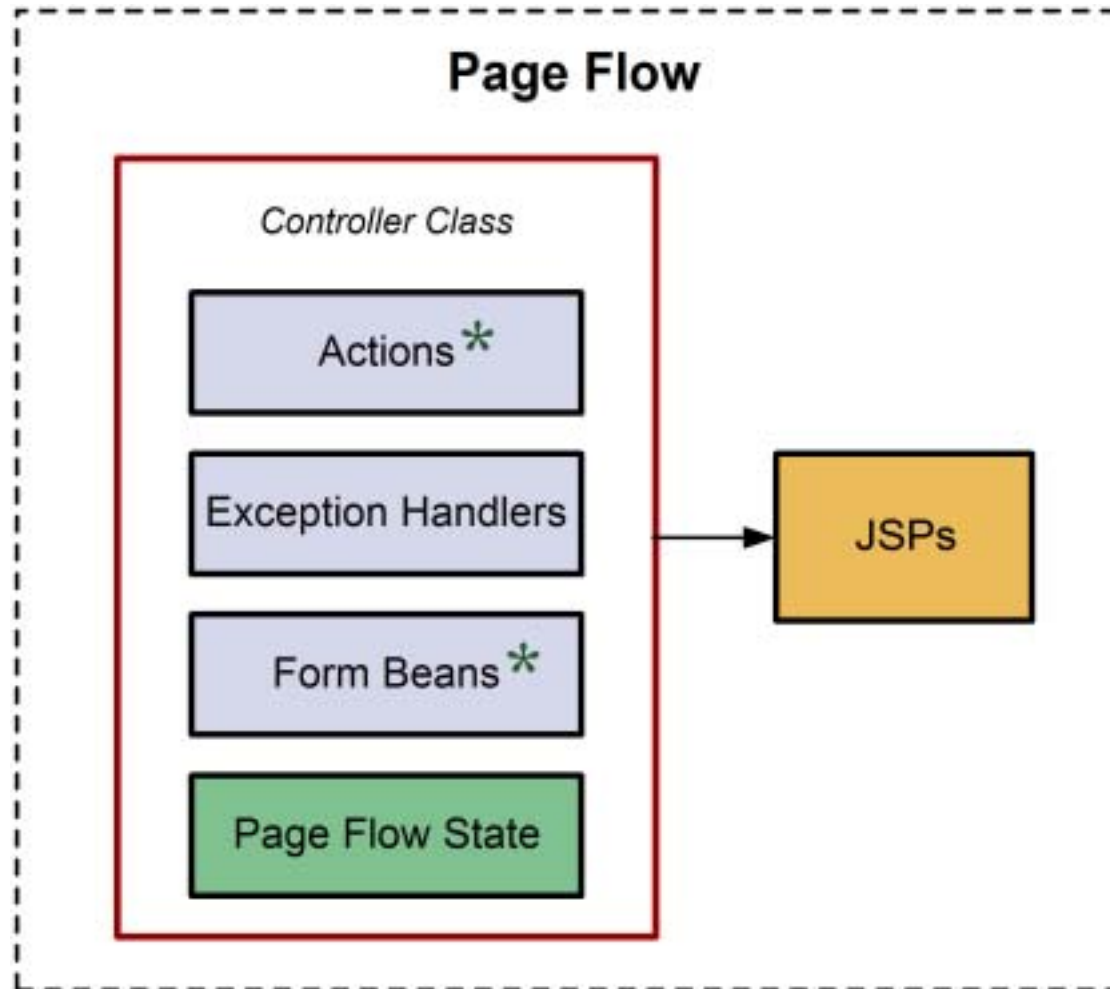 Page Flow
Controller Class
Actions*
Exception Handlers
Form Beans*
Page Flow State
JSPs